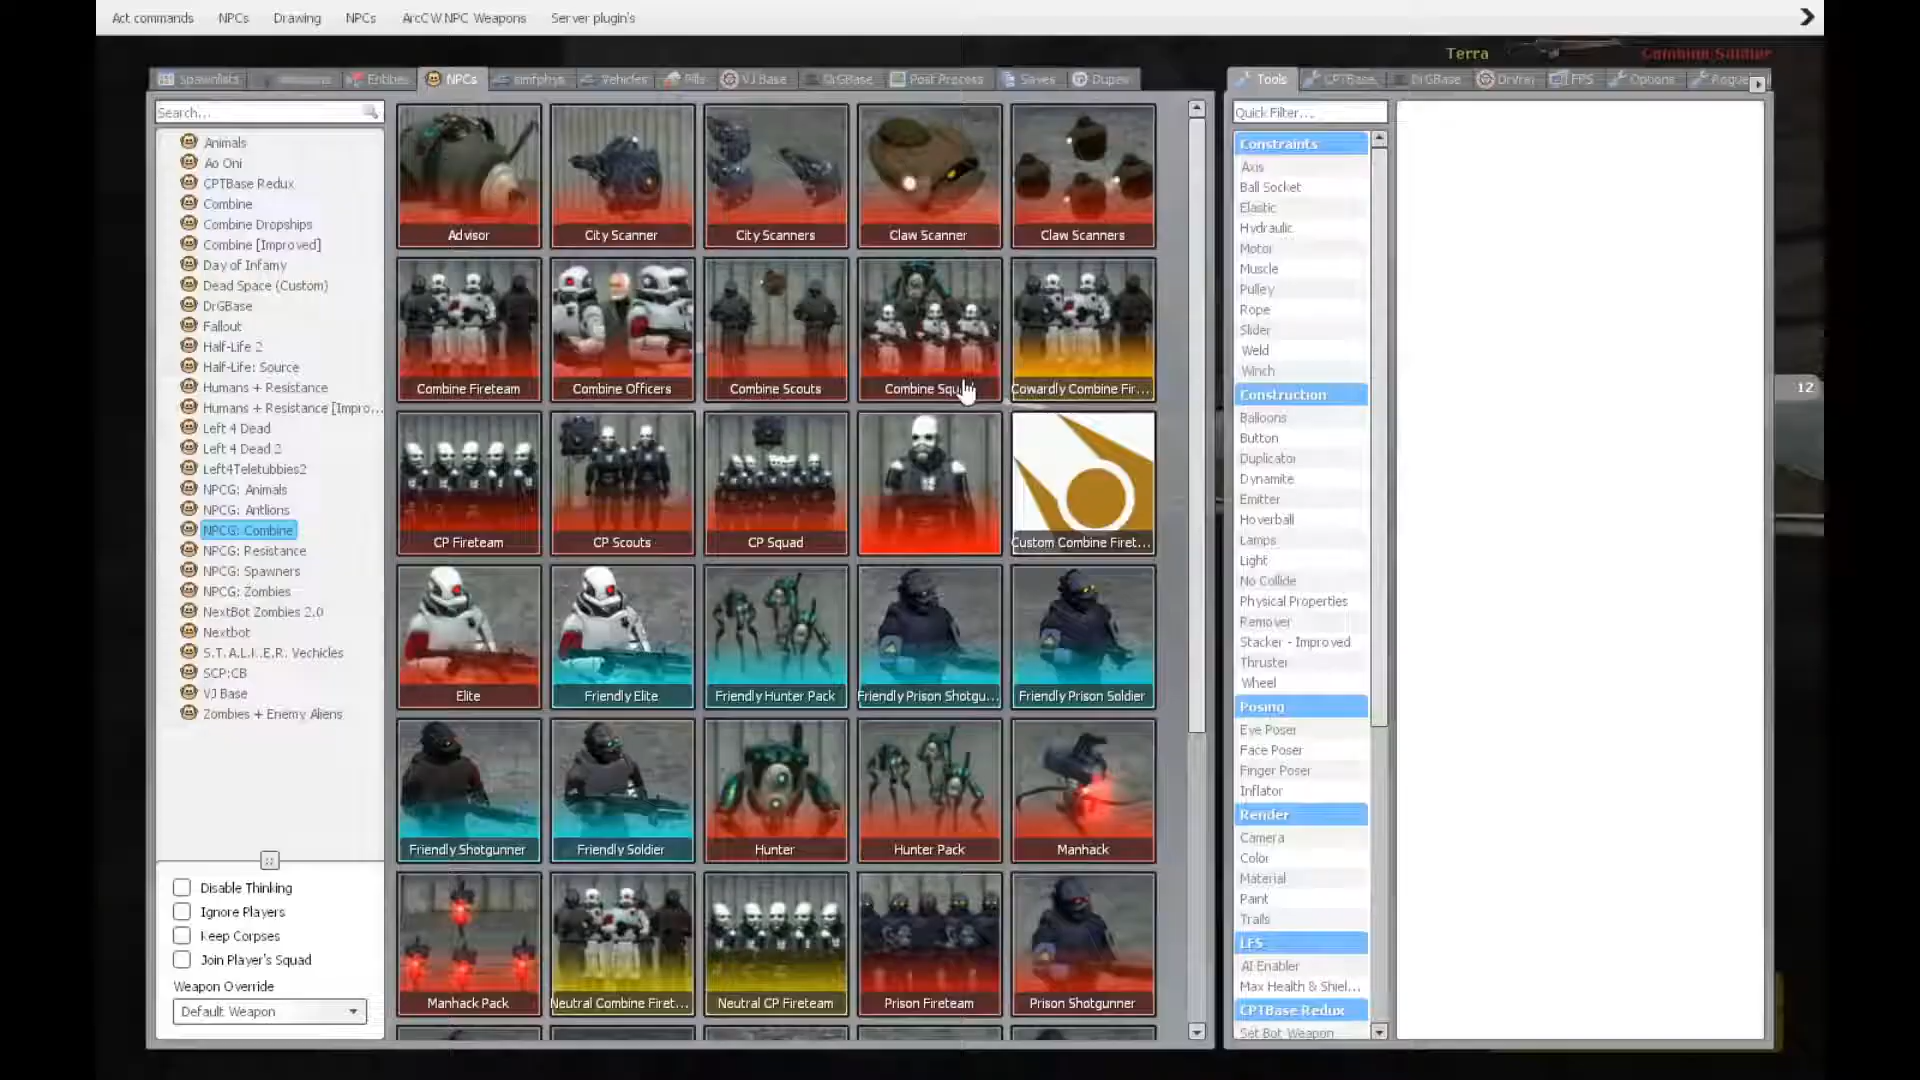 Act commands NPCs Drawing NPCs ArcCW NPC Weapons Server plugin's
Terra Combine Soldier
Spawnlists Entities NPCs simfphys Vehicles VJ Base DrGBase Post Process Saves Dupes
Tools CPTBase DrGBase FPS Options
Search...
Animals
Ao Oni
CPTBase Redux
Combine
Combine Dropships
Combine [Improved]
Day of Infamy
Dead Space (Custom)
DrGBase
Fallout
Half-Life 2
Half-Life: Source
Humans + Resistance
Humans + Resistance [Impro...
Left 4 Dead
Left 4 Dead 2
Left4Teletubbies2
NPCG: Animals
NPCG: Antlions
NPCG: Combine
NPCG: Resistance
NPCG: Spawners
NPCG: Zombies
NextBot Zombies 2.0
Nextbot
S.T.A.L.K.E.R. Vechicles
SCP:CB
VJ Base
Zombies + Enemy Aliens
Disable Thinking
Ignore Players
Keep Corpses
Join Player's Squad
Weapon Override
Default Weapon
Advisor City Scanner City Scanners Claw Scanner Claw Scanners
Combine Fireteam Combine Officers Combine Scouts Combine Cowardly Combine Fir...
CP Fireteam CP Scouts CP Squad Custom Combine Firet...
Elite Friendly Elite Friendly Hunter Pack Friendly Prison Shotgu... Friendly Prison Soldier
Friendly Shotgunner Friendly Soldier Hunter Hunter Pack Manhack
Manhack Pack Neutral Combine Firet... Neutral CP Fireteam Prison Fireteam Prison Shotgunner
Quick Filter...
Constraints
Axis
Ball Socket
Elastic
Hydraulic
Motor
Muscle
Pulley
Rope
Slider
Weld
Winch
Construction
Balloons
Button
Duplicator
Dynamite
Emitter
Hoverball
Lamps
Light
No Collide
Physical Properties
Remover
Stacker - Improved
Thruster
Wheel
Posing
Eye Poser
Face Poser
Finger Poser
Inflator
Render
Camera
Color
Material
Paint
Trails
LFS
AI Enabler
Max Health & Shiel...
CPTBase Redux
Set Bot Weapon
12